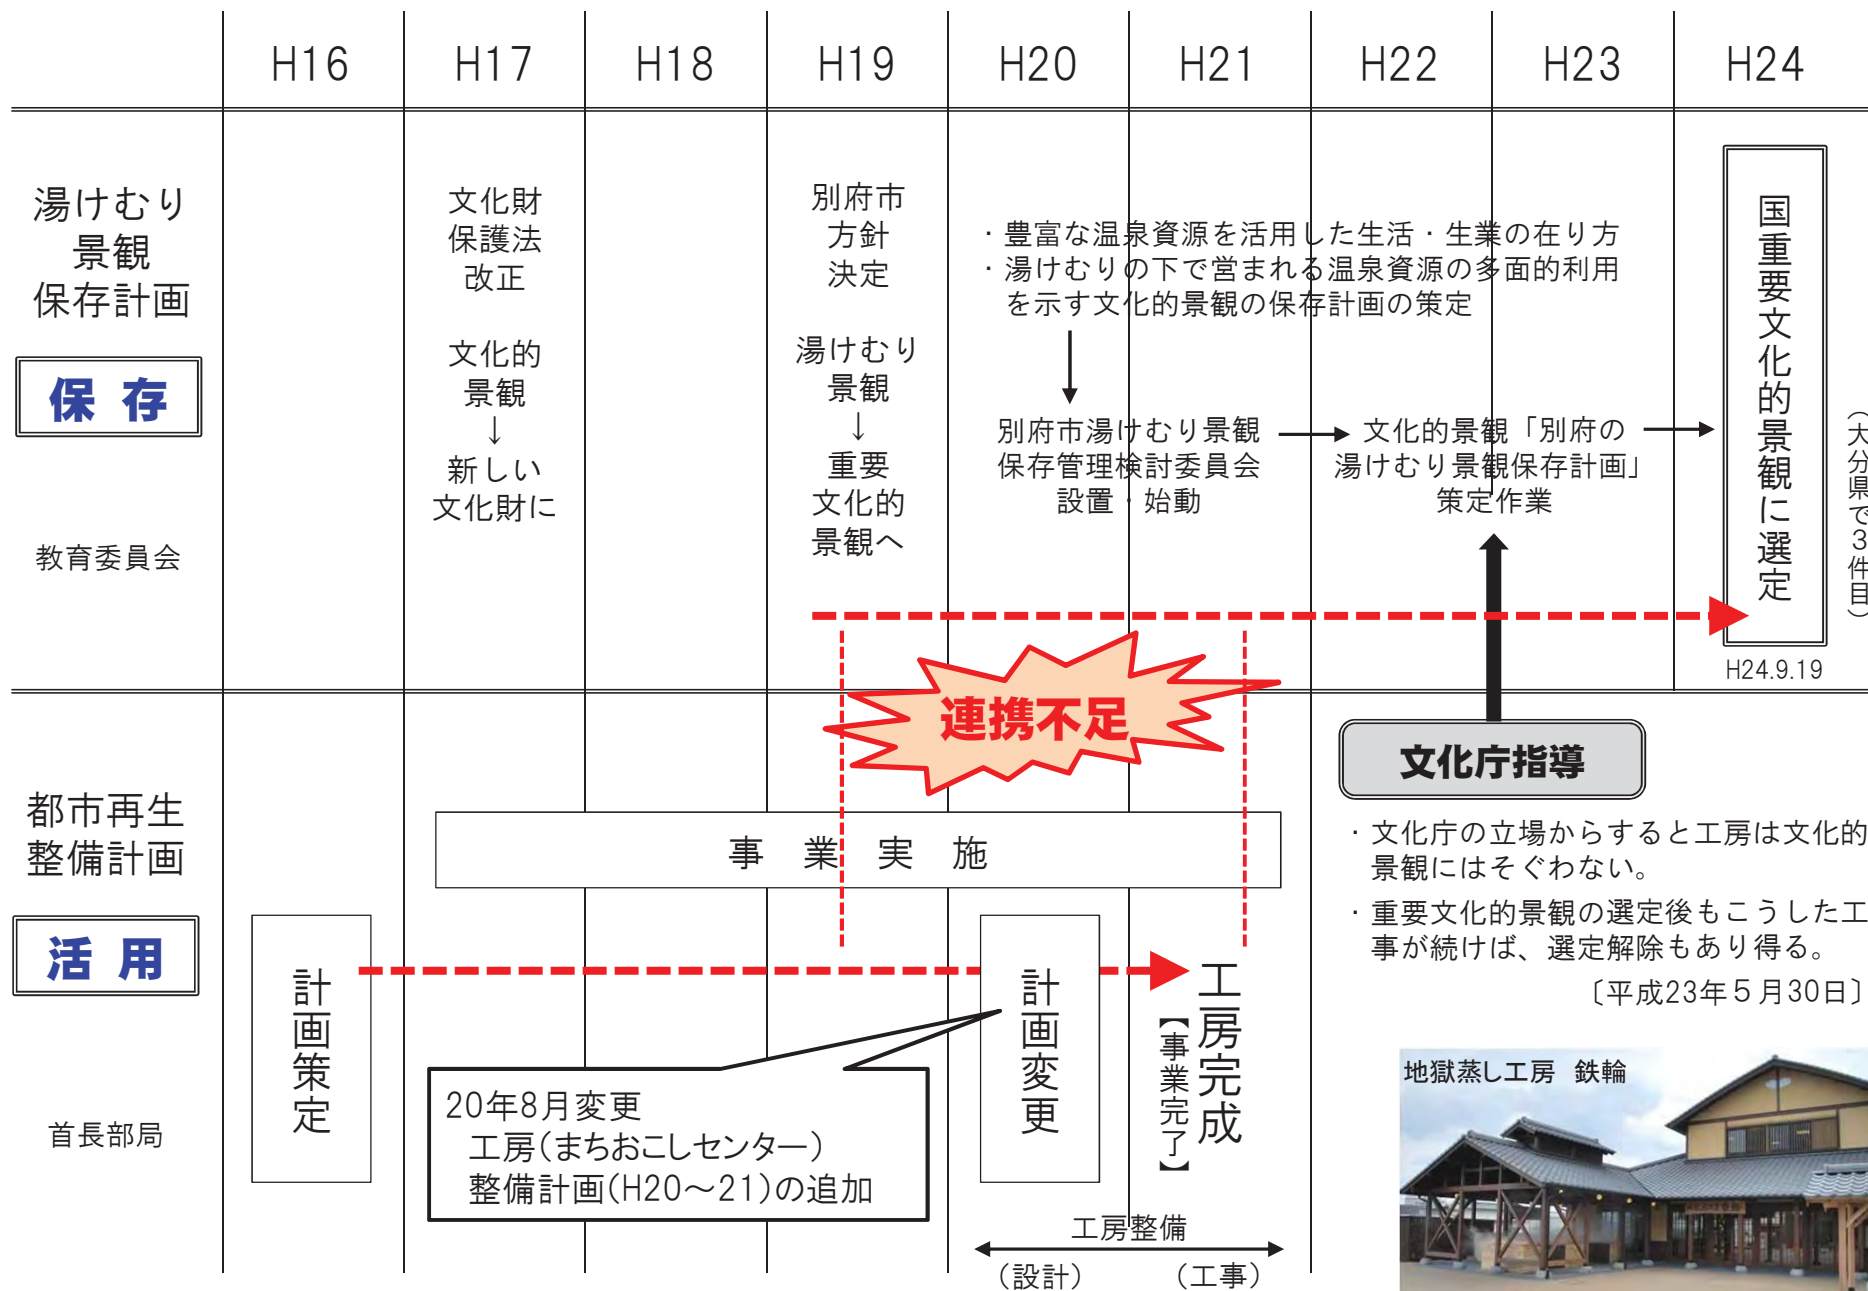 H16 H17 H18 H19 H20 H21 H22 H23 H24
湯けむり
景観
保存計画
保存
教育委員会
文化財
保護法
改正
文化的
景観
↓
新しい
文化財に
別府市
方針
決定
湯けむり
景観
↓
重要
文化的
景観へ
・豊富な温泉資源を活用した生活・生業の在り方
・湯けむりの下で営まれる温泉資源の多面的利用
を示す文化的景観の保存計画の策定
別府市湯けむり景観
保存管理検討委員会
設置・始動
文化的景観「別府の
湯けむり景観保存計画」
策定作業
国重要文化的景観に選定
（大分県で3件目）
H24.9.19
連携不足
文化庁指導
・文化庁の立場からすると工房は文化的
景観にはそぐわない。
・重要文化的景観の選定後もこうした工
事が続けば、選定解除もあり得る。
〔平成23年５月30日〕
都市再生
整備計画
活用
首長部局
事業実施
計画策定
20年8月変更
工房(まちおこしセンター)
整備計画(H20～21)の追加
計画変更
工房完成
【事業完了】
工房整備
(設計) (工事)
地獄蒸し工房 鉄輪